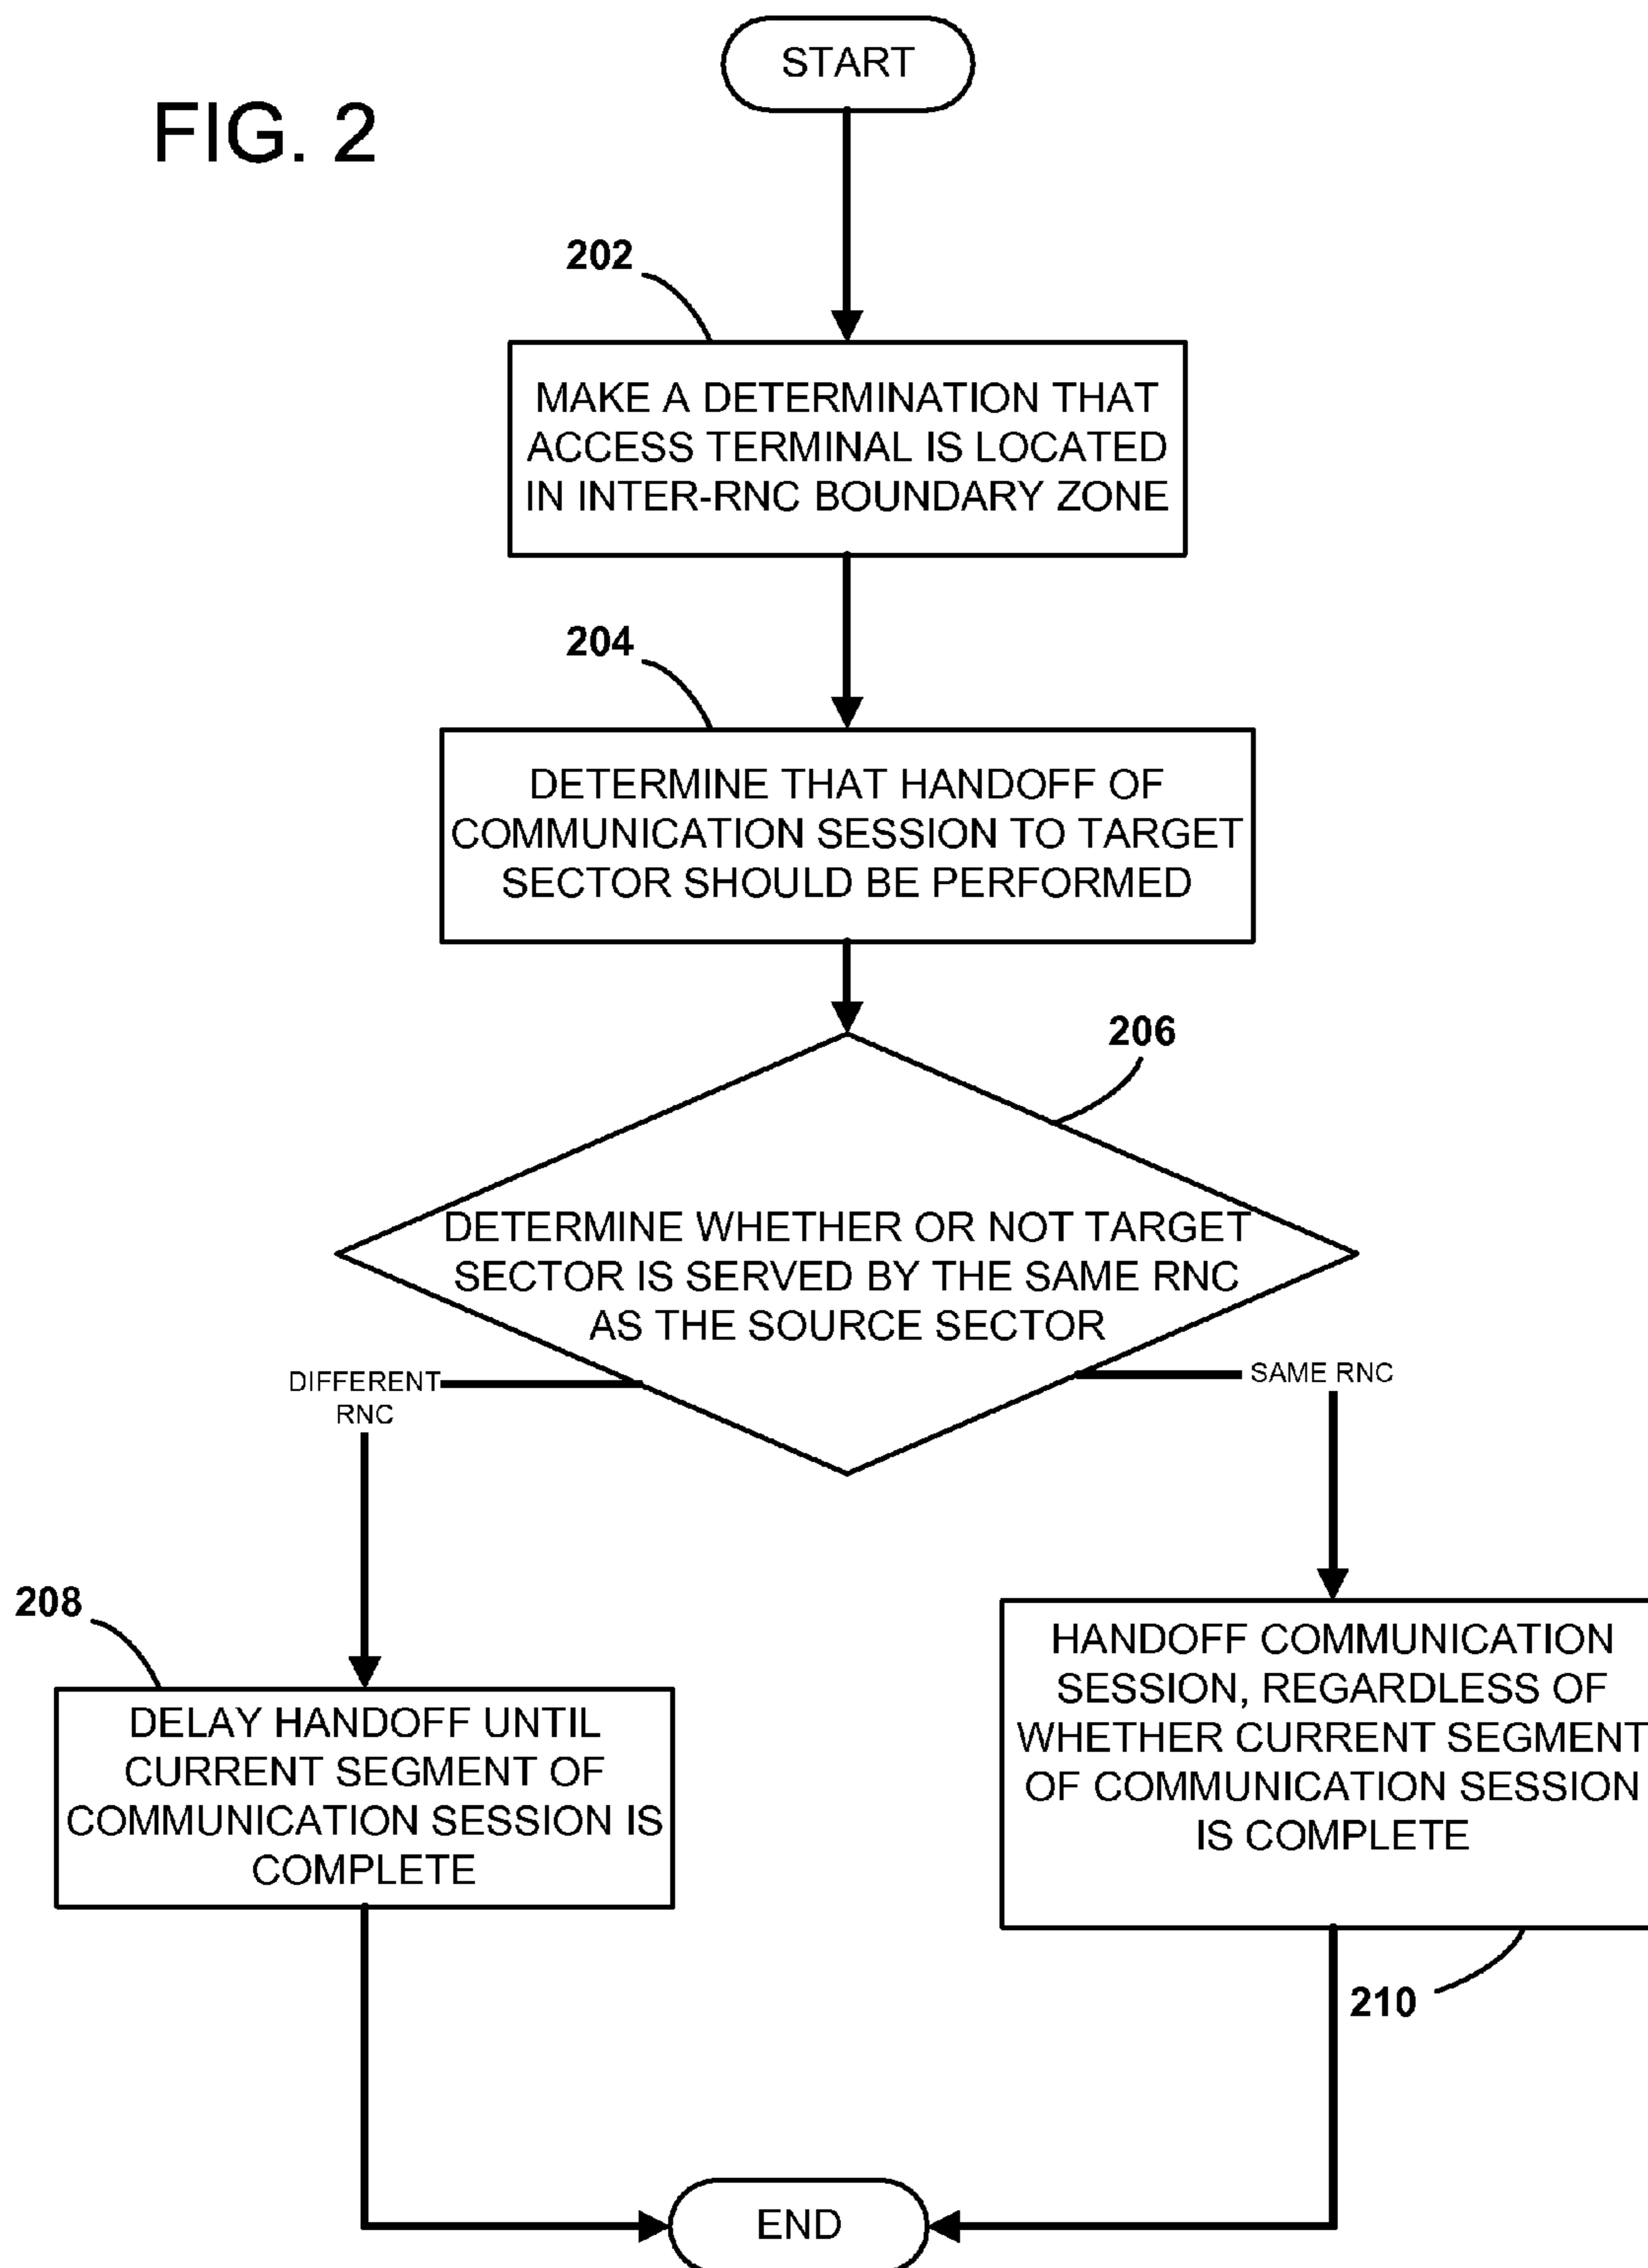 START
FIG. 2
202
MAKE A DETERMINATION THAT
ACCESS TERMINAL IS LOCATED
IN INTER-RNC BOUNDARY ZONE
204
DETERMINE THAT HANDOFF OF
COMMUNICATION SESSION TO TARGET
SECTOR SHOULD BE PERFORMED
206
DETERMINE WHETHER OR NOT TARGET
SECTOR IS SERVED BY THE SAME RNC
AS THE SOURCE SECTOR
DIFFERENT
RNC
SAME RNC
208
DELAY HANDOFF UNTIL
CURRENT SEGMENT OF
COMMUNICATION SESSION IS
COMPLETE
HANDOFF COMMUNICATION
SESSION, REGARDLESS OF
WHETHER CURRENT SEGMENT
OF COMMUNICATION SESSION
IS COMPLETE
210
END